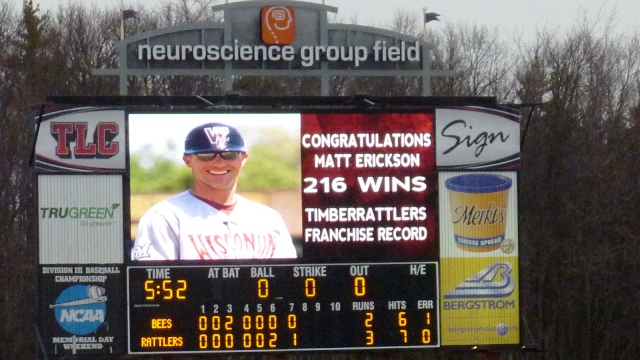 neuroscience group field
TLC
Sign
CONGRATULATIONS
MATT ERICKSON
216 WINS
TIMBERRATTLERS
FRANCHISE RECORD
WISCONSIN
TRUGREEN
Go greener
Merkts
CHEESE SPREAD
DIVISION III BASEBALL
CHAMPIONSHIP
NCAA
MEMORIAL DAY
WEEKEND
BERGSTROM
TIME AT BAT BALL STRIKE OUT H/E
5:52 0 0 0
1 2 3 4 5 6 7 8 9 10 RUNS HITS ERR
BEES 0 0 2 0 0 0 0 2 6 1
RATTLERS 0 0 0 0 0 2 1 3 7 0